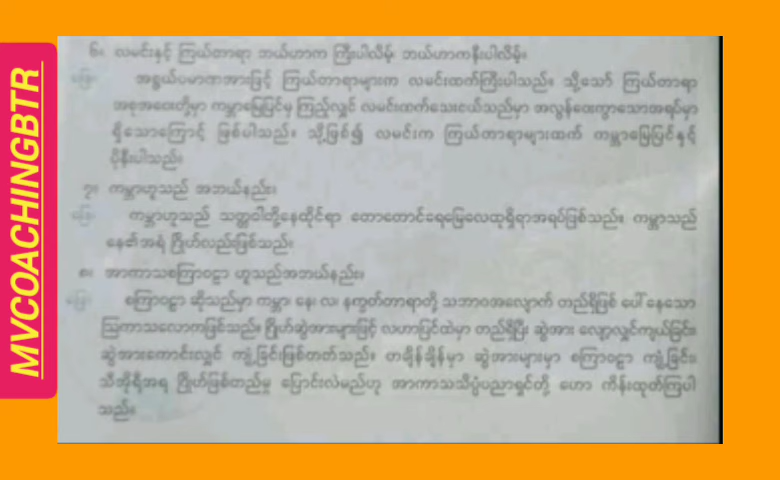 MVCOACHINGBTR
၆။ လမင်းနှင့် ကြယ်တာရာ ဘယ်ဟာက ကြီးပါလိမ့် ဘယ်ဟာကနီးပါလိမ့်။
ဖြေ။ အရွယ်ပမာဏအားဖြင့် ကြယ်တာရာများက လမင်းထက်ကြီးပါသည်။ သို့သော် ကြယ်တာရာ
အစုအဝေးတို့မှာ ကမ္ဘာမြေပြင်မှ ကြည့်လျှင် လမင်းထက်သေးငယ်သည်မှာ အလွန်ဝေးကွာသောအရပ်မှာ
ရှိသောကြောင့် ဖြစ်ပါသည်။ သို့ဖြစ်၍ လမင်းက ကြယ်တာရာများထက် ကမ္ဘာမြေပြင်နှင့်
ပိုနီးပါသည်။
၇။ ကမ္ဘာဟူသည် အဘယ်နည်း။
ဖြေ။ ကမ္ဘာဟူသည် သတ္တဝါတို့နေထိုင်ရာ တောတောင်ရေမြေလေထုရှိရာအရပ်ဖြစ်သည်။ ကမ္ဘာသည်
နေ၏အရံ ဂြိုဟ်လည်းဖြစ်သည်။
၈။ အာကာသစကြာဝဠာ ဟူသည်အဘယ်နည်း။
ဖြေ။ စကြာဝဠာ ဆိုသည်မှာ ကမ္ဘာ၊ နေ၊ လ၊ နက္ခတ်တာရာတို့ သဘာဝအလျောက် တည်ရှိဖြစ် ပေါ်နေသော
ဩကာသလောကဖြစ်သည်။ ဂြိုဟ်ဆွဲအားများဖြင့် လဟာပြင်ထဲမှာ တည်ရှိပြီး ဆွဲအား လျော့လျှင်ကွယ်ခြင်း၊
ဆွဲအားကောင်းလျှင် ကျုံ့ခြင်းဖြစ်တတ်သည်။ တချိန်ချိန်မှာ ဆွဲအားများမှာ စကြာဝဠာ ကျုံ့ခြင်း၊
ဂြိုဟ်ဖြစ်တည်မှု ပြောင်းလဲမည်ဟု အာကာသသိပ္ပံပညာရှင်တို့ ဟော ကိန်းထုတ်ကြပါ
သည်။